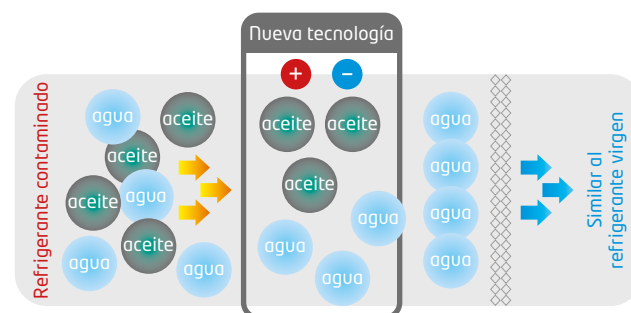 Nueva tecnología
+
−
Refrigerante contaminado
agua
aceite
aceite
aceite
agua
aceite
agua
agua
aceite
aceite
aceite
agua
agua
agua
agua
agua
agua
agua
Similar al
refrigerante virgen